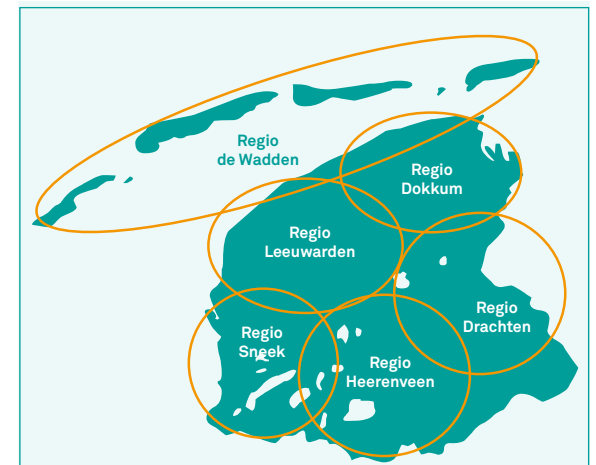 Regio
de Wadden
Regio
Dokkum
Regio
Leeuwarden
Regio
Drachten
Regio
Sneek
Regio
Heerenveen